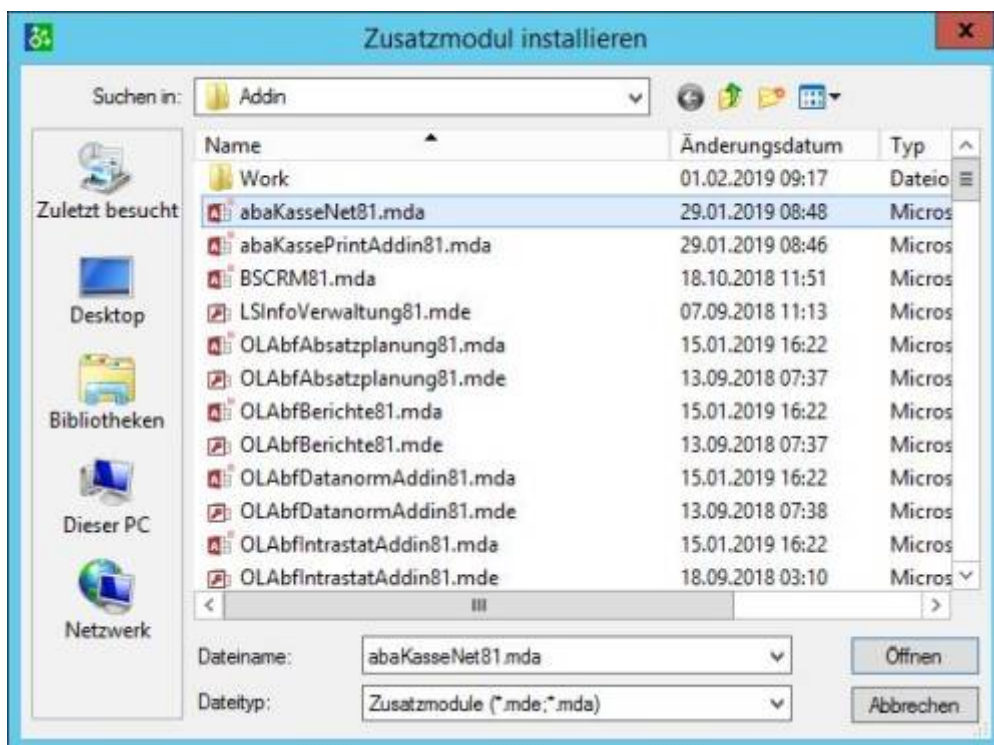 Zusatzmodul installieren
x
Suchen in: Addin
Name Änderungsdatum Typ
Work 01.02.2019 09:17 Dateio
Zuletzt besucht
abaKasseNet81.mda 29.01.2019 08:48 Micros
abaKassePrintAddin81.mda 29.01.2019 08:46 Micros
BSCRM81.mda 18.10.2018 11:51 Micros
Desktop
LSInfoVerwaltung81.mde 07.09.2018 11:13 Micros
OLAbfAbsatzplanung81.mda 15.01.2019 16:22 Micros
OLAbfAbsatzplanung81.mde 13.09.2018 07:37 Micros
Bibliotheken
OLAbfBerichte81.mda 15.01.2019 16:22 Micros
OLAbfBerichte81.mde 13.09.2018 07:37 Micros
OLAbfDatanormAddin81.mda 15.01.2019 16:22 Micros
Dieser PC
OLAbfDatanormAddin81.mde 13.09.2018 07:38 Micros
OLAbfIntrastatAddin81.mda 15.01.2019 16:22 Micros
OLAbfIntrastatAddin81.mde 18.09.2018 03:10 Micros
Netzwerk
Dateiname: abaKasseNet81.mda Öffnen
Dateityp: Zusatzmodule (*.mde;*.mda) Abbrechen